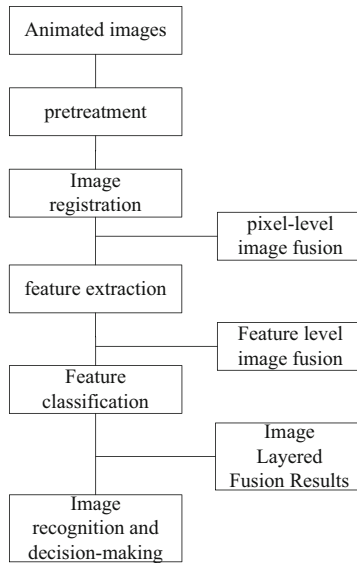 Animated images
pretreatment
Image
registration
pixel-level
image fusion
feature extraction
Feature level
image fusion
Feature
classification
Image
Layered
Fusion Results
Image
recognition and
decision-making